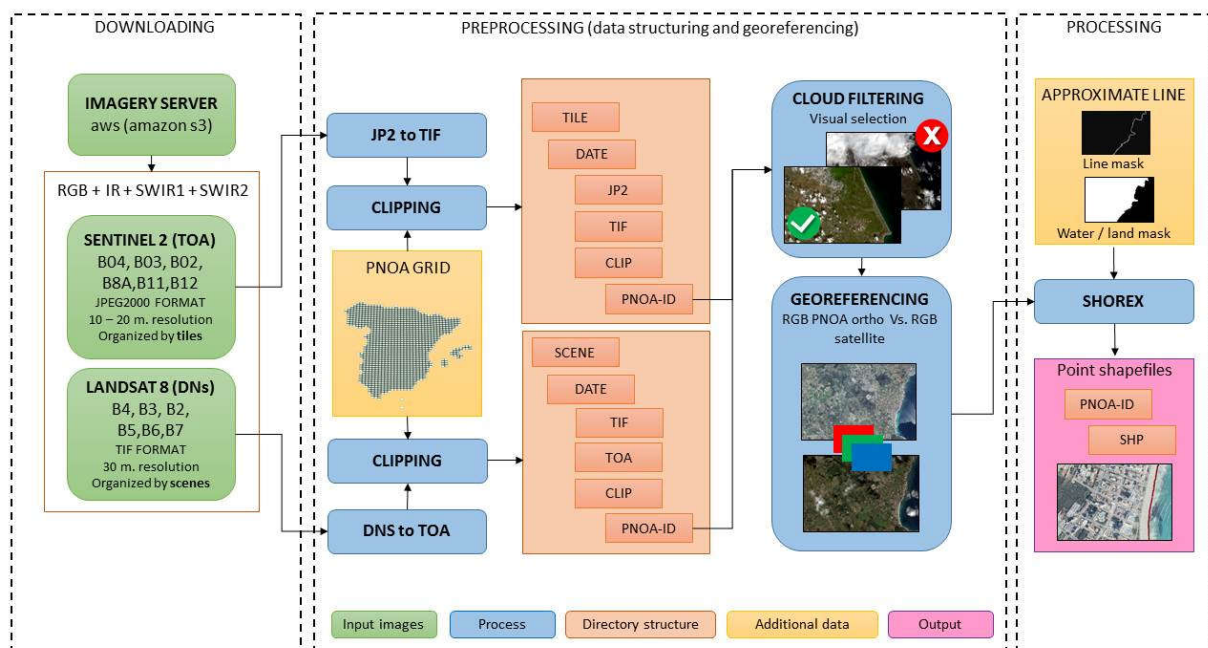 DOWNLOADING
IMAGERY SERVER
aws (amazon s3)
RGB + IR + SWIR1 + SWIR2
SENTINEL 2 (TOA)
B04, B03, B02,
B8A,B11,B12
JPEG2000 FORMAT
10 – 20 m. resolution
Organized by tiles
LANDSAT 8 (DNs)
B4, B3, B2,
B5,B6,B7
TIF FORMAT
30 m. resolution
Organized by scenes
PREPROCESSING (data structuring and georeferencing)
JP2 to TIF
CLIPPING
PNOA GRID
CLIPPING
DNS to TOA
TILE
DATE
JP2
TIF
CLIP
PNOA-ID
SCENE
DATE
TIF
TOA
CLIP
PNOA-ID
CLOUD FILTERING
Visual selection
X
GEOREFERENCING
RGB PNOA ortho Vs. RGB
satellite
PROCESSING
APPROXIMATE LINE
Line mask
Water / land mask
SHOREX
Point shapefiles
PNOA-ID
SHP
Input images
Process
Directory structure
Additional data
Output